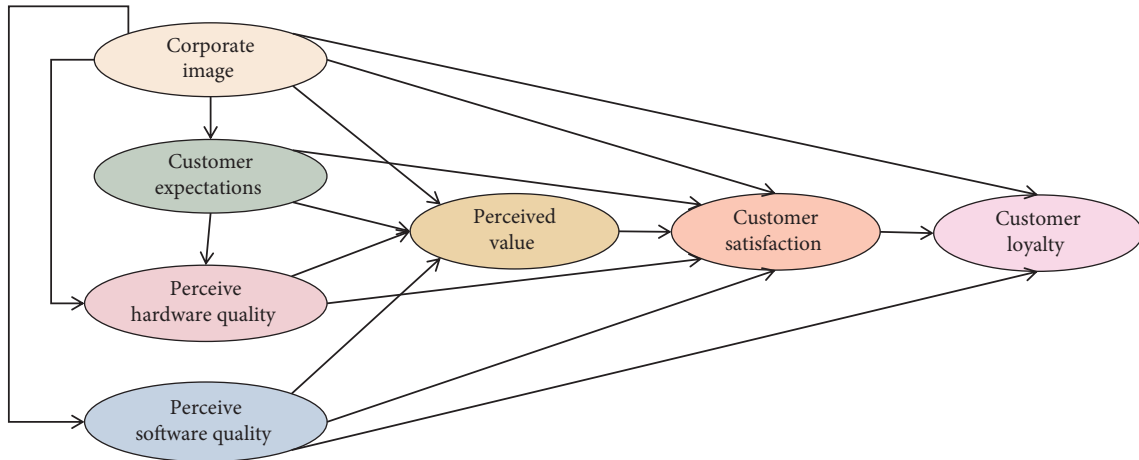 Corporate
image
Customer
expectations
Perceive
hardware quality
Perceive
software quality
Perceived
value
Customer
satisfaction
Customer
loyalty